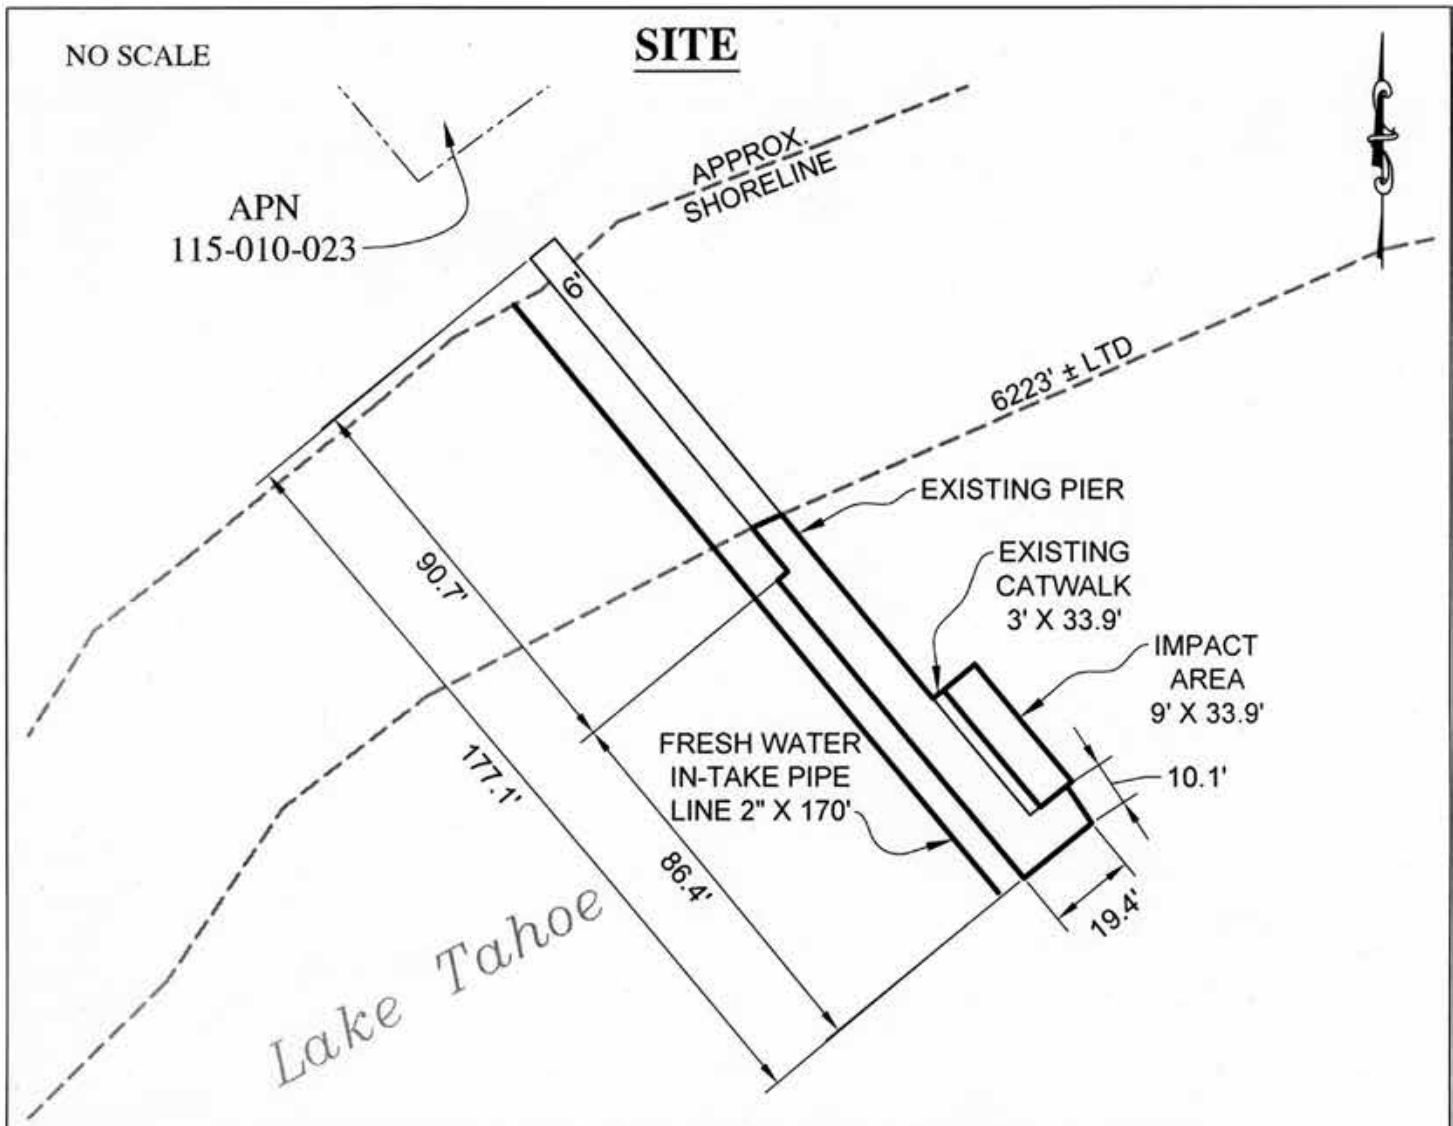 NO SCALE
SITE
APPROX.
SHORELINE
APN
115-010-023
6'
6223' ± LTD
EXISTING PIER
EXISTING
CATWALK
3' X 33.9'
IMPACT
AREA
9' X 33.9'
90.7'
177.1'
FRESH WATER
IN-TAKE PIPE
LINE 2" X 170'
10.1'
86.4'
19.4'
Lake Tahoe